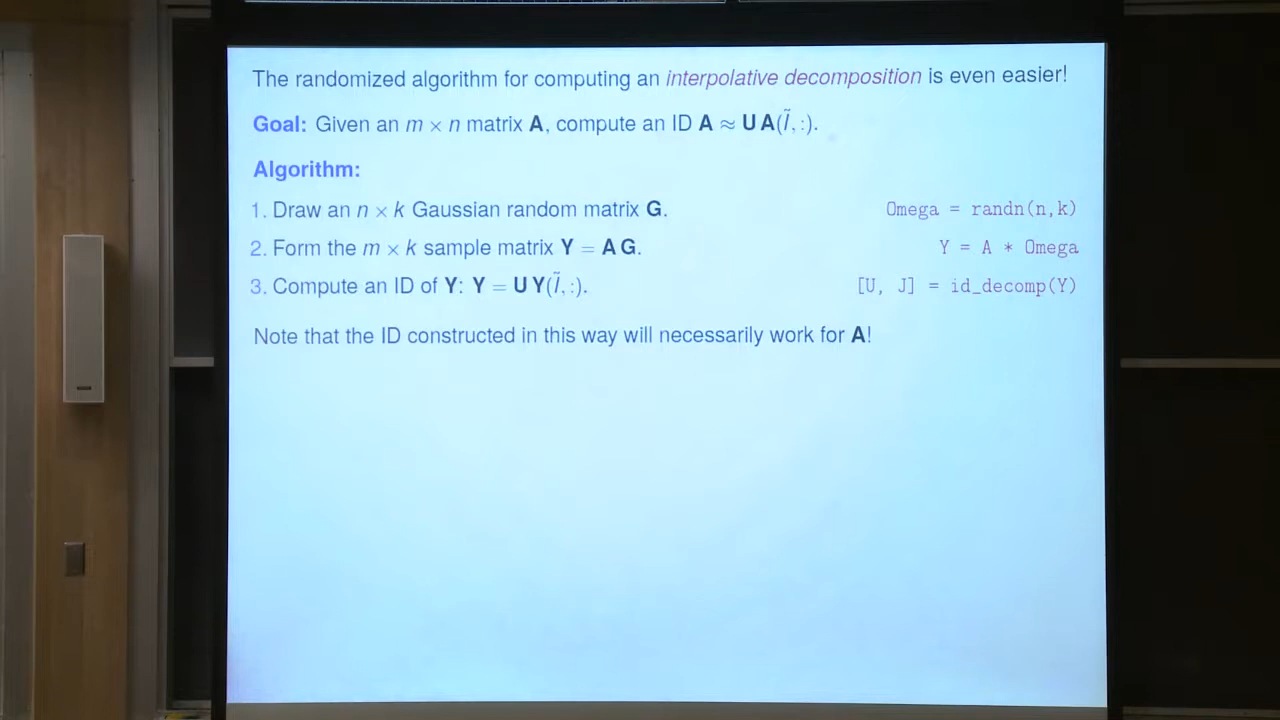 The randomized algorithm for computing an interpolative decomposition is even easier!
Goal: Given an m × n matrix A, compute an ID A ≈ U A(Ĩ, :).
Algorithm:
1. Draw an n × k Gaussian random matrix G. Omega = randn(n,k)
2. Form the m × k sample matrix Y = A G. Y = A * Omega
3. Compute an ID of Y: Y = U Y(Ĩ, :). [U, J] = id_decomp(Y)
Note that the ID constructed in this way will necessarily work for A!